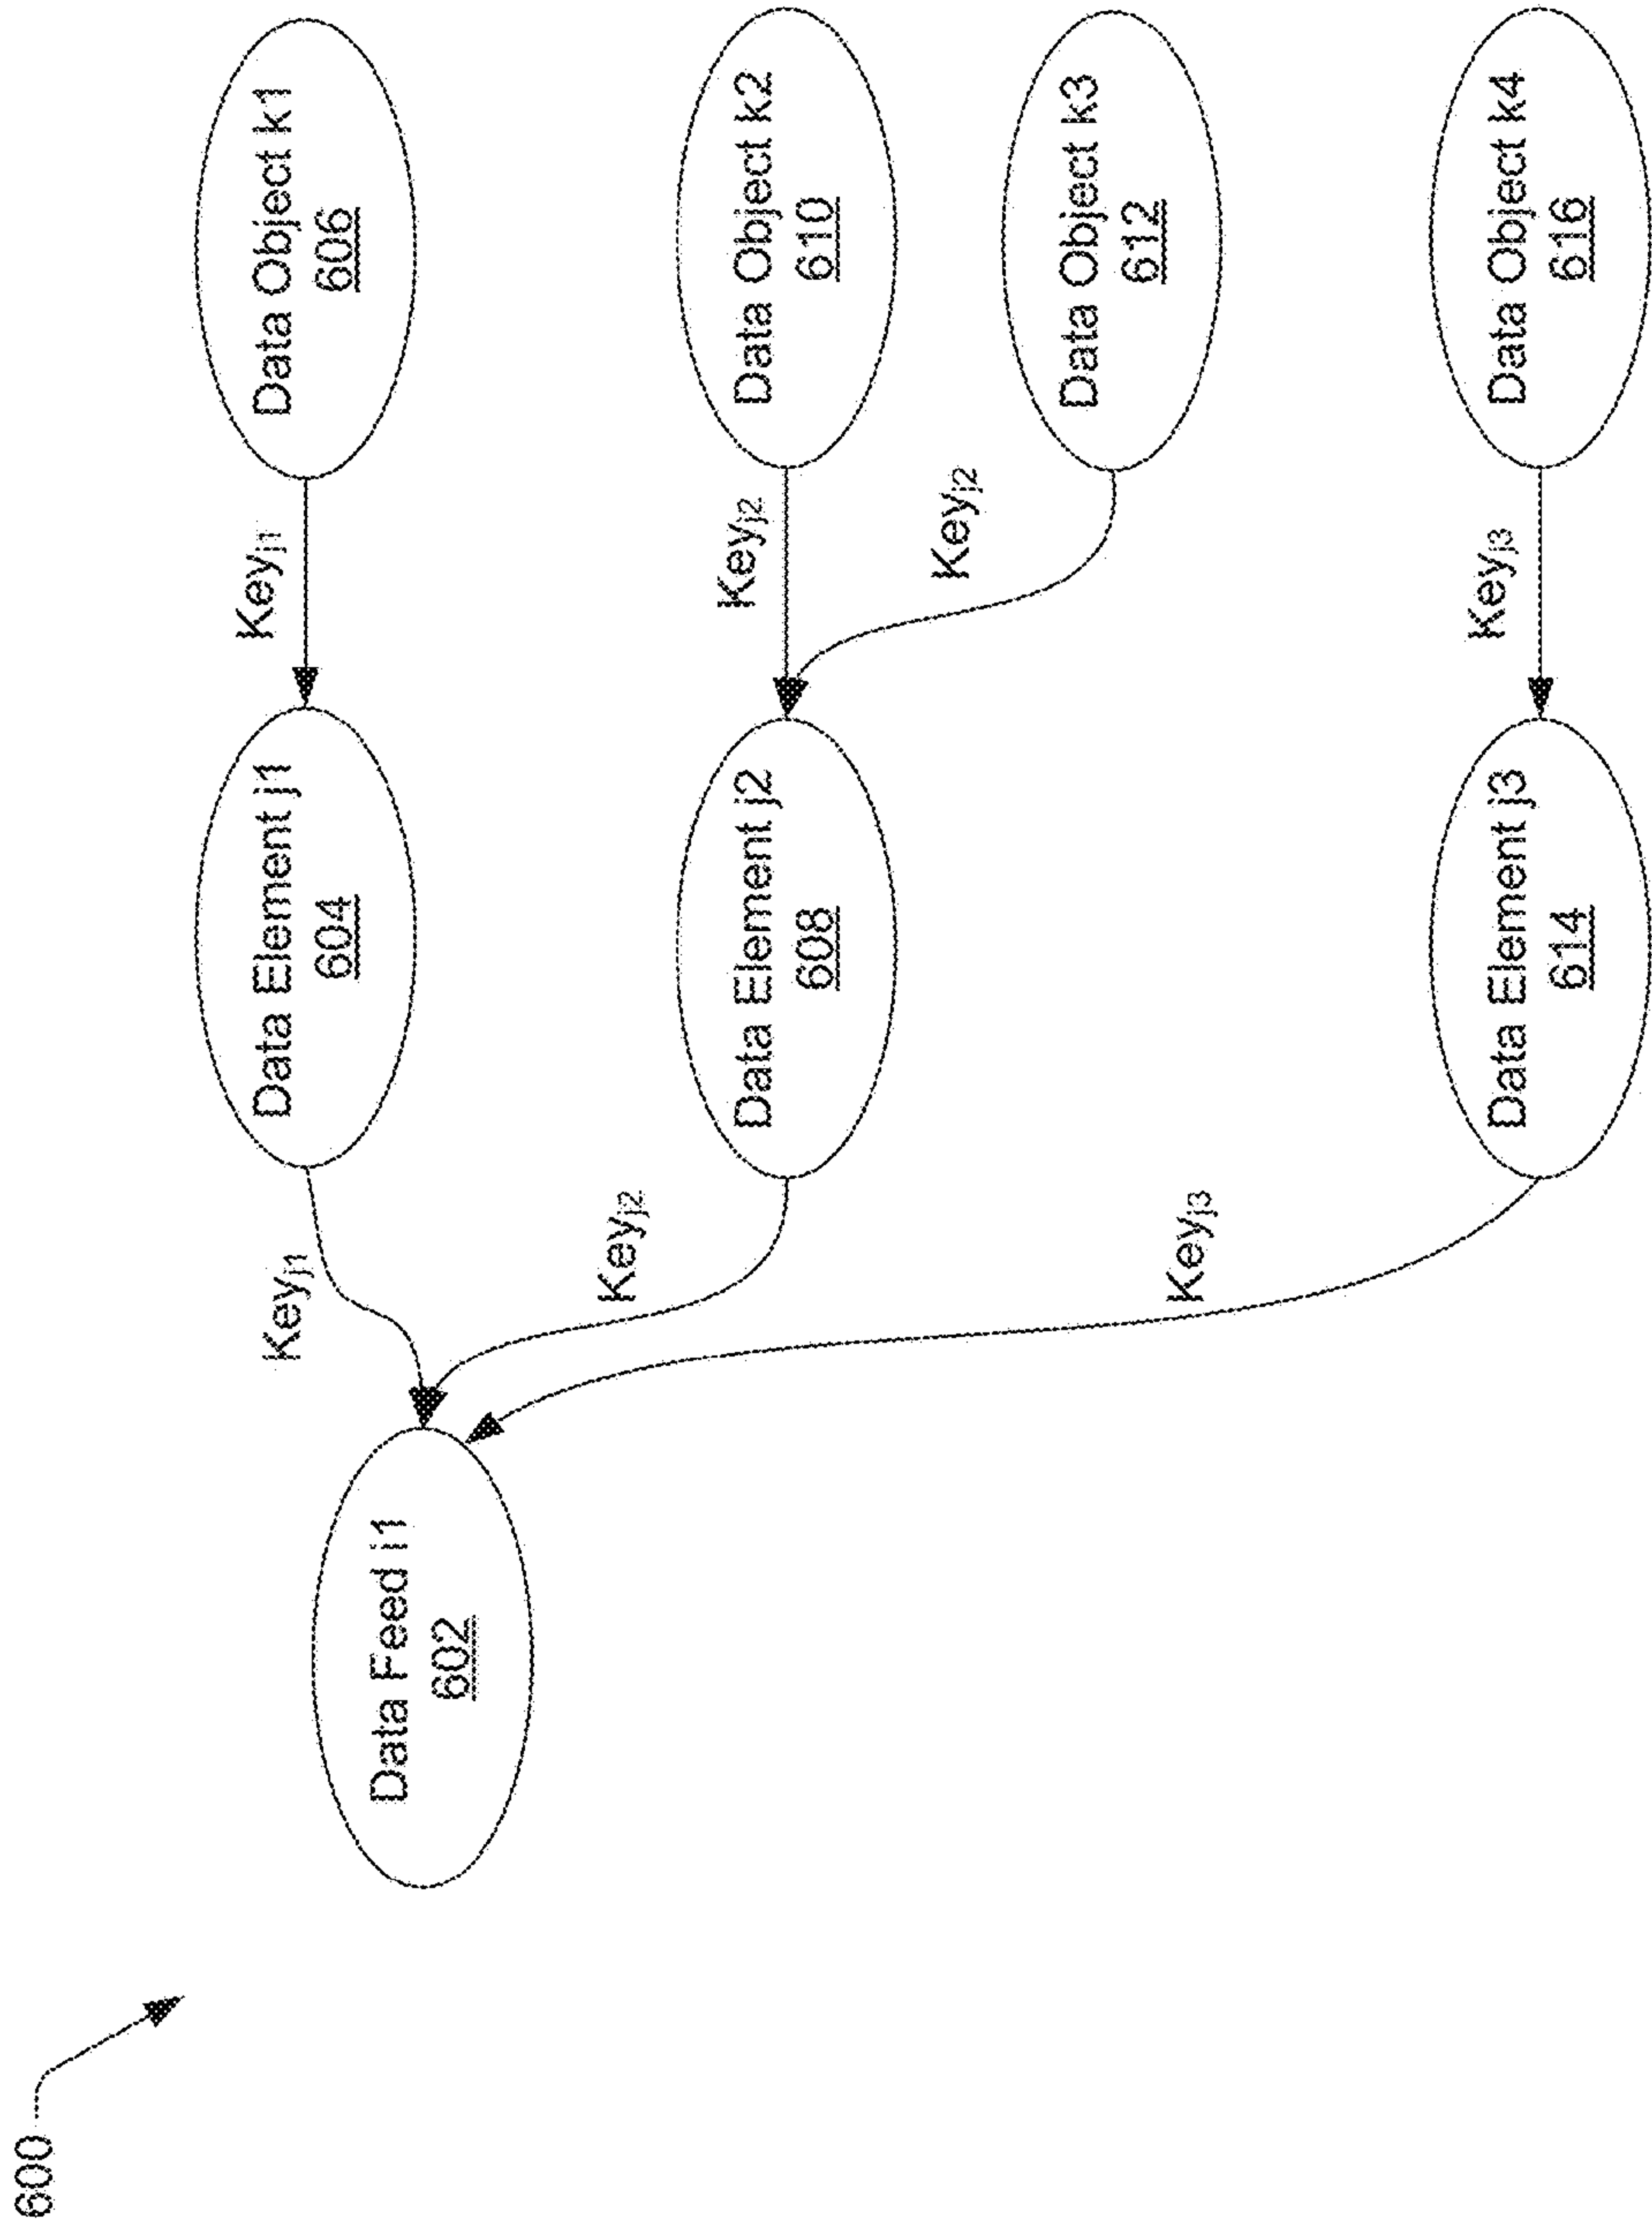 600
Data Feed i1
602
Key_j1
Key_j2
Key_j3
Data Element j1
604
Data Element j2
608
Data Element j3
614
Key_j1
Key_j2
Key_j2
Key_j3
Data Object k1
606
Data Object k2
610
Data Object k3
612
Data Object k4
616